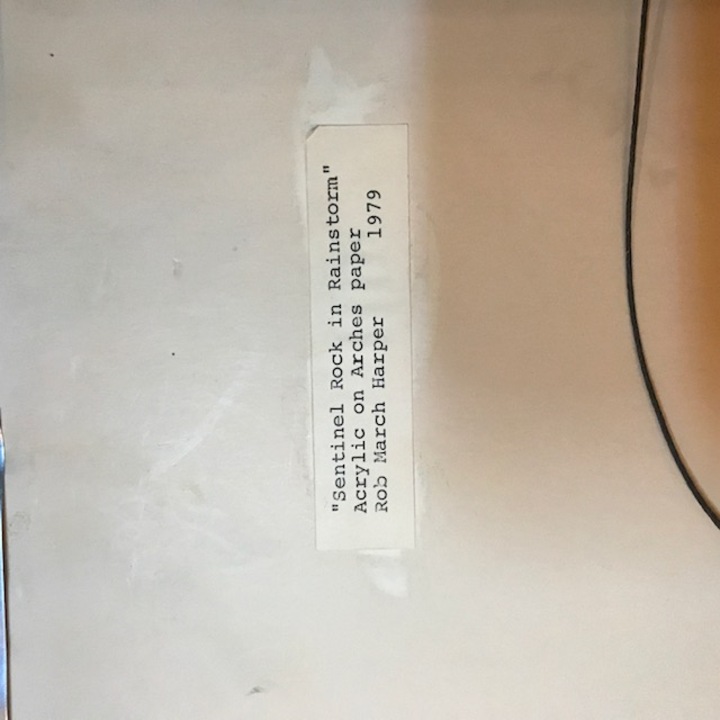 "Sentinel Rock in Rainstorm"
Acrylic on Arches paper
Rob March Harper 1979